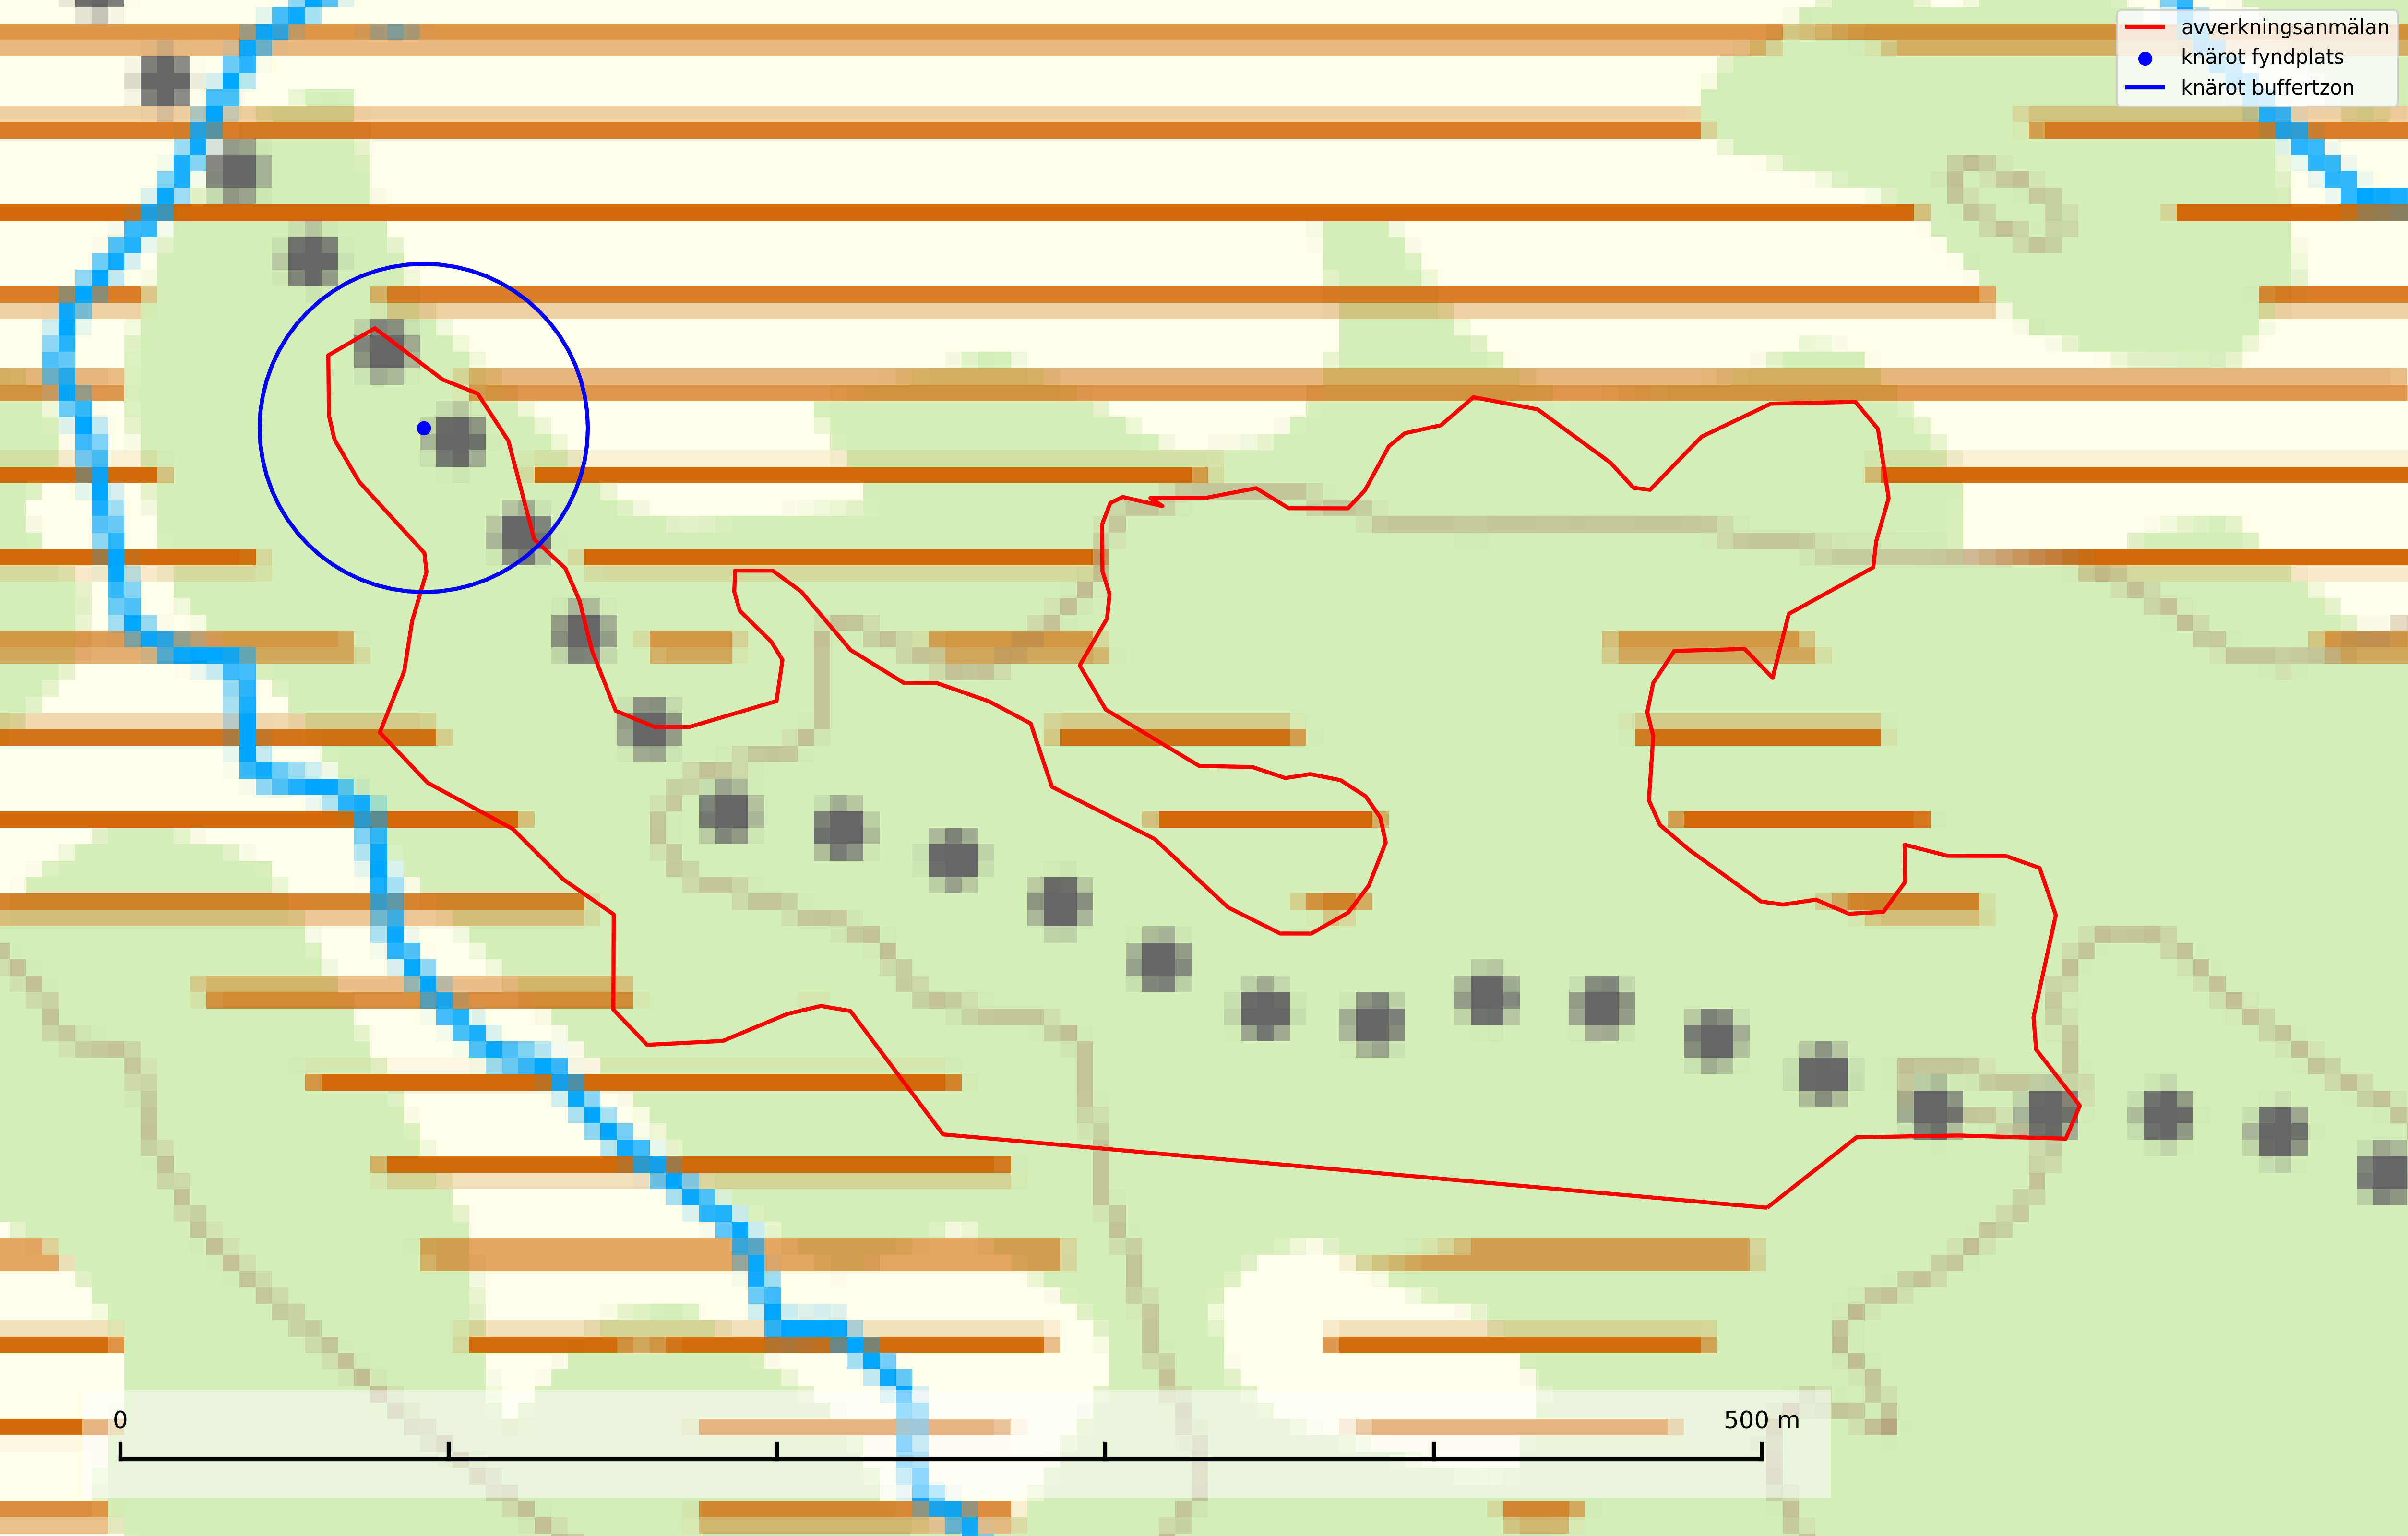 avverkningsanmälan
knärot fyndplats
knärot buffertzon
0
500 m